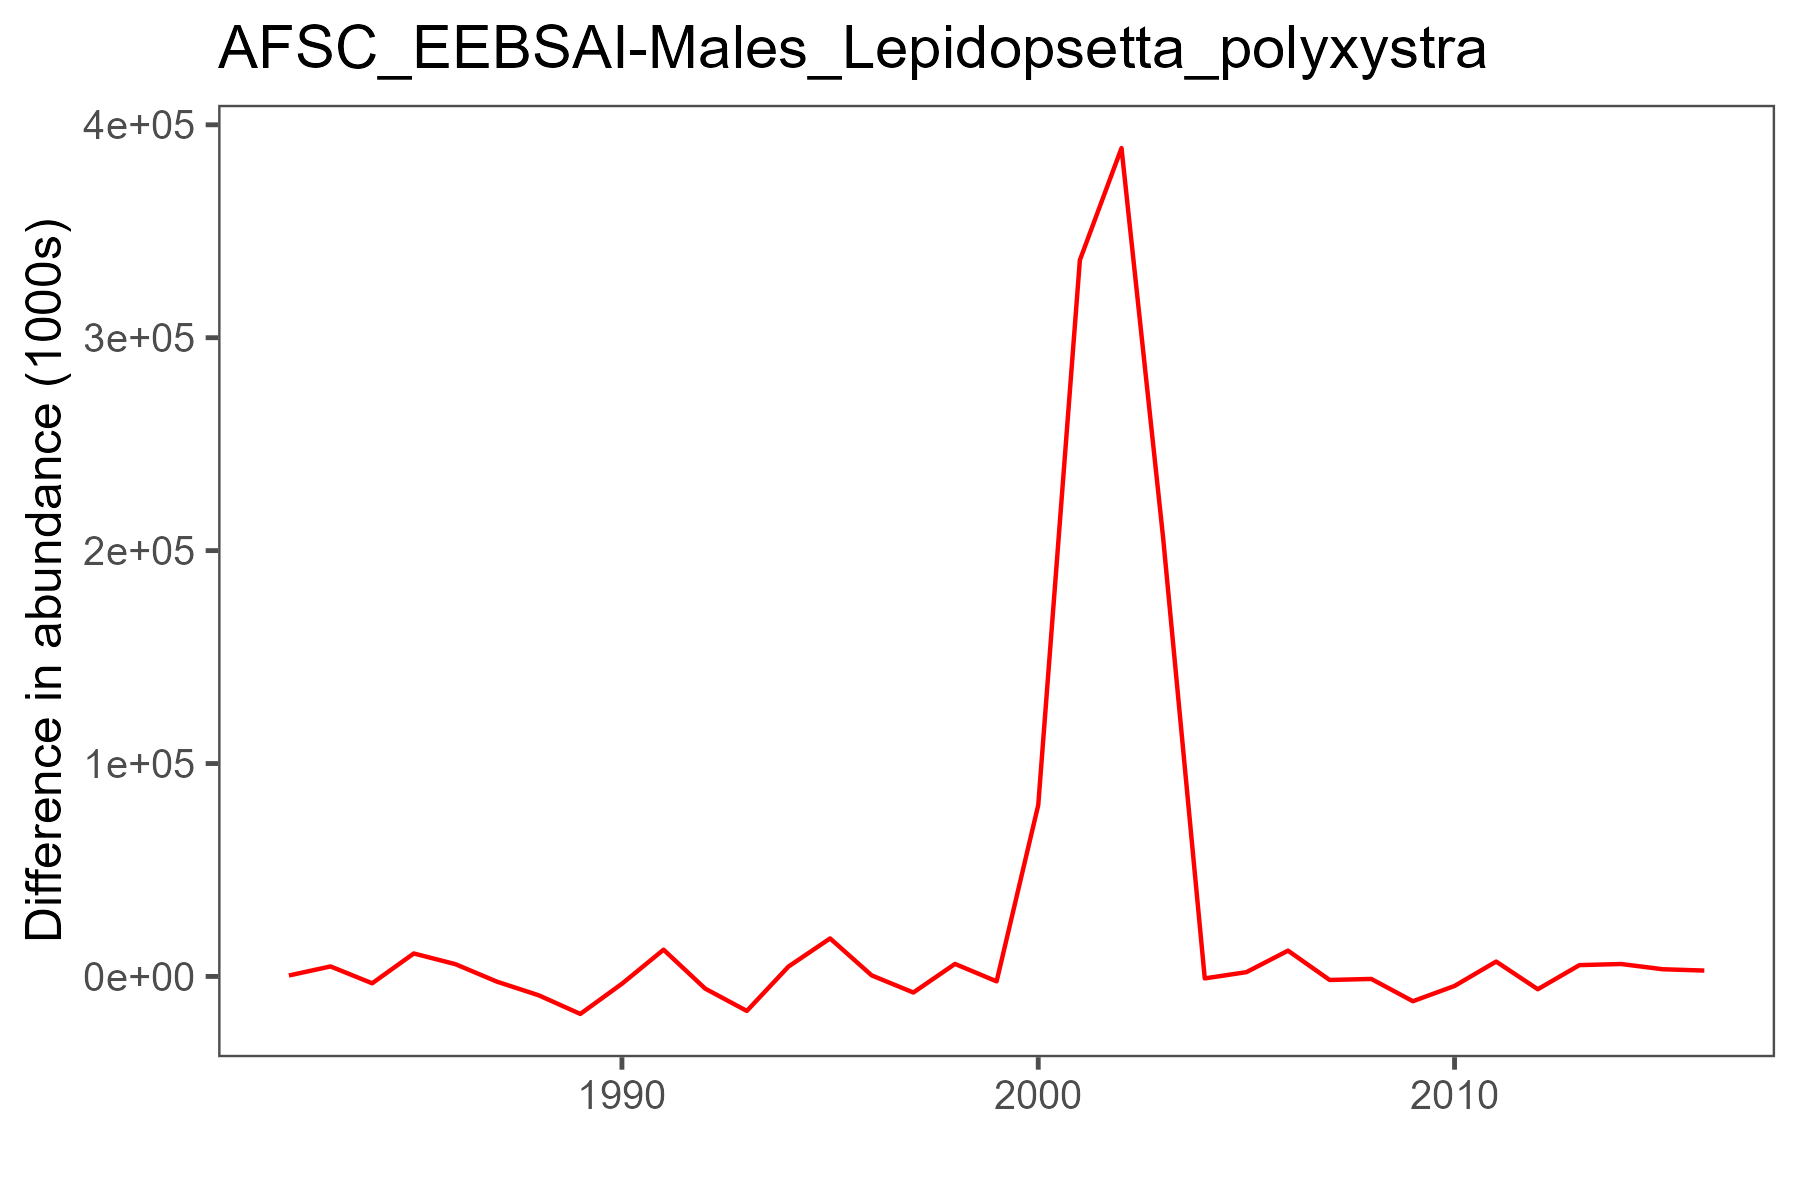 AFSC_EEBSAI-Males_Lepidopsetta_polyxystra
Difference in abundance (1000s)
4e+05
3e+05
2e+05
1e+05
0e+00
1990
2000
2010